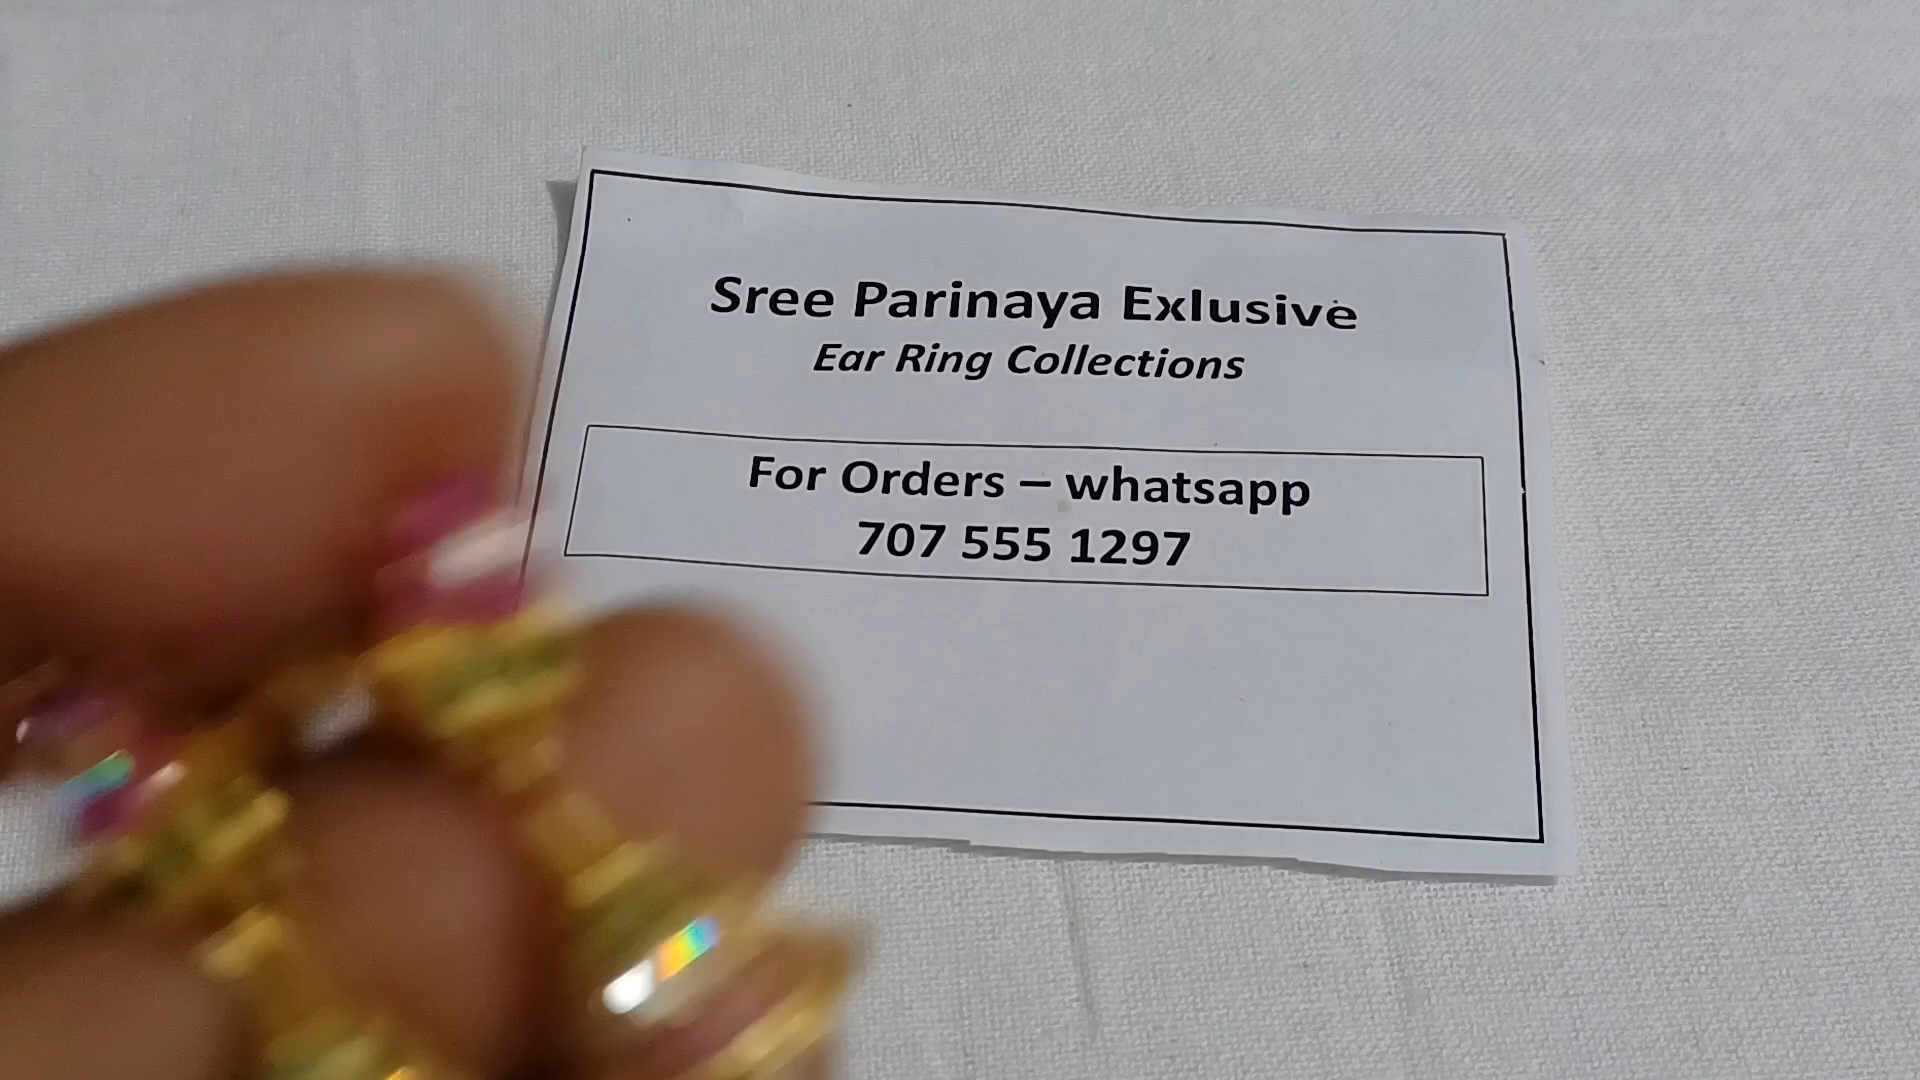 Sree Parinaya Exlusive
Ear Ring Collections
For Orders – whatsapp
707 555 1297